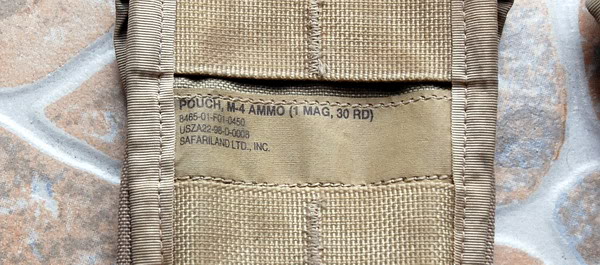 POUCH, M-4 AMMO (1 MAG, 30 RD)
8465-01-F01-0450
USZA22-98-D-0008
SAFARILAND LTD., INC.